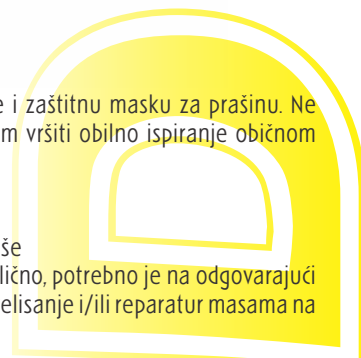 e i zaštitnu masku za prašinu. Ne
m vršiti obilno ispiranje običnom
še
lično, potrebno je na odgovarajući
elisanje i/ili reparatur masama na